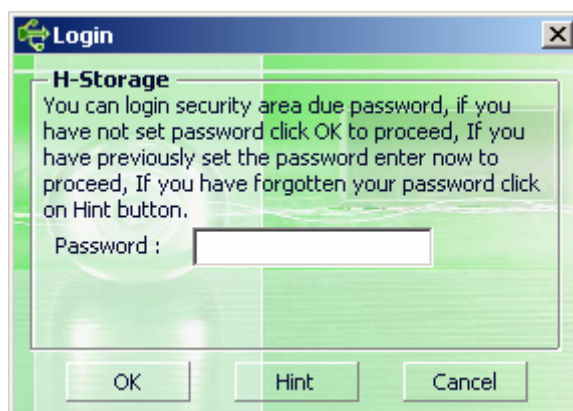 Login
H-Storage
You can login security area due password, if you
have not set password click OK to proceed, If you
have previously set the password enter now to
proceed, If you have forgotten your password click
on Hint button.
Password :
OK Hint Cancel